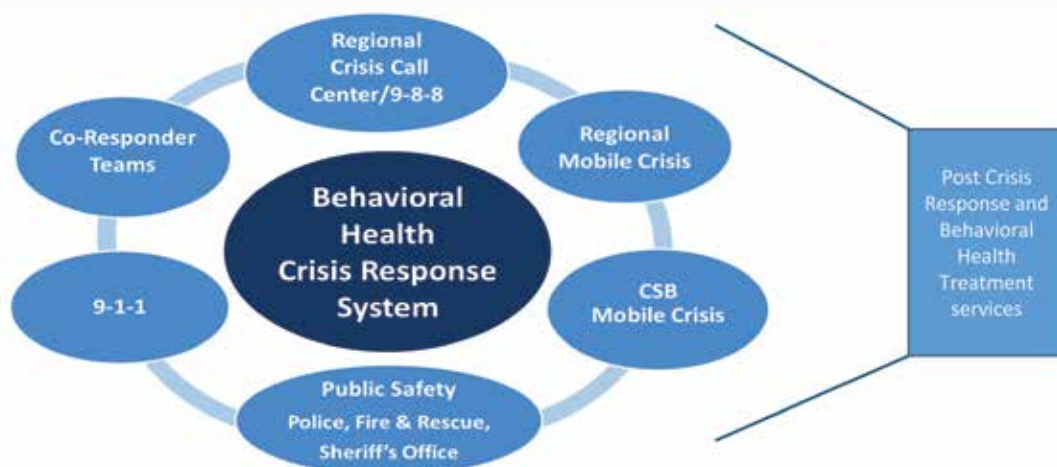 Regional
Crisis Call
Center/9-8-8
Co-Responder
Teams
Regional
Mobile Crisis
Behavioral
Health
Crisis Response
System
9-1-1
CSB
Mobile Crisis
Public Safety
Police, Fire & Rescue,
Sheriff's Office
Post Crisis
Response and
Behavioral
Health
Treatment
services